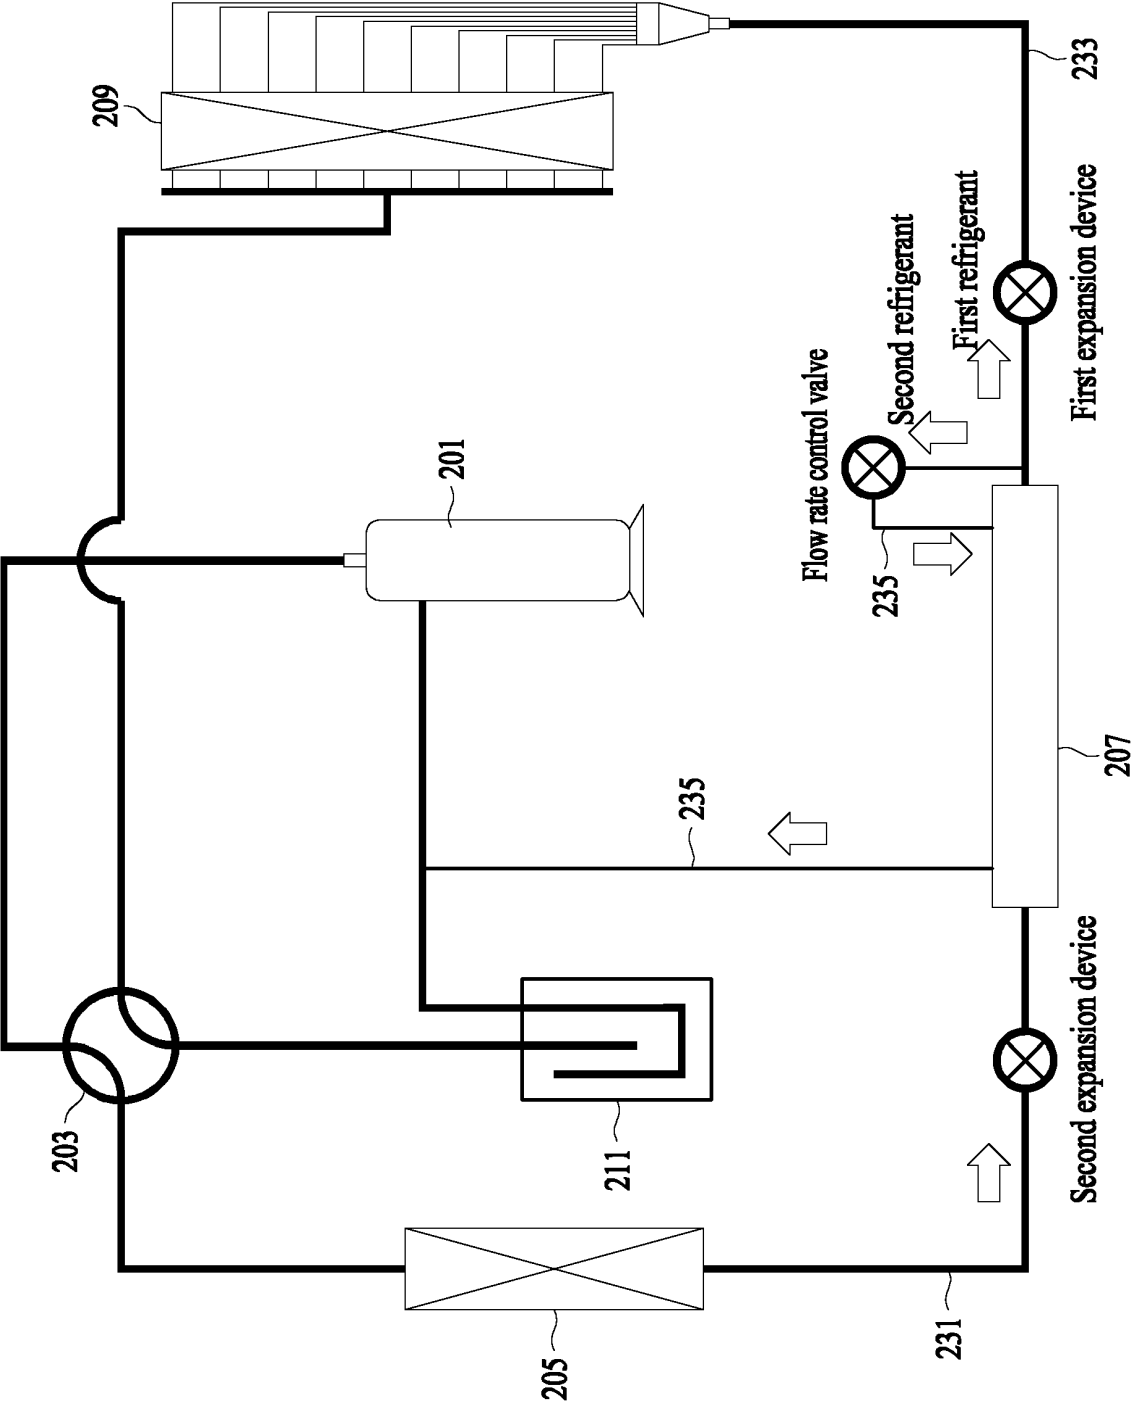 209
233
First refrigerant
Second refrigerant
First expansion device
Flow rate control valve
201
235
207
235
203
211
Second expansion device
205
231